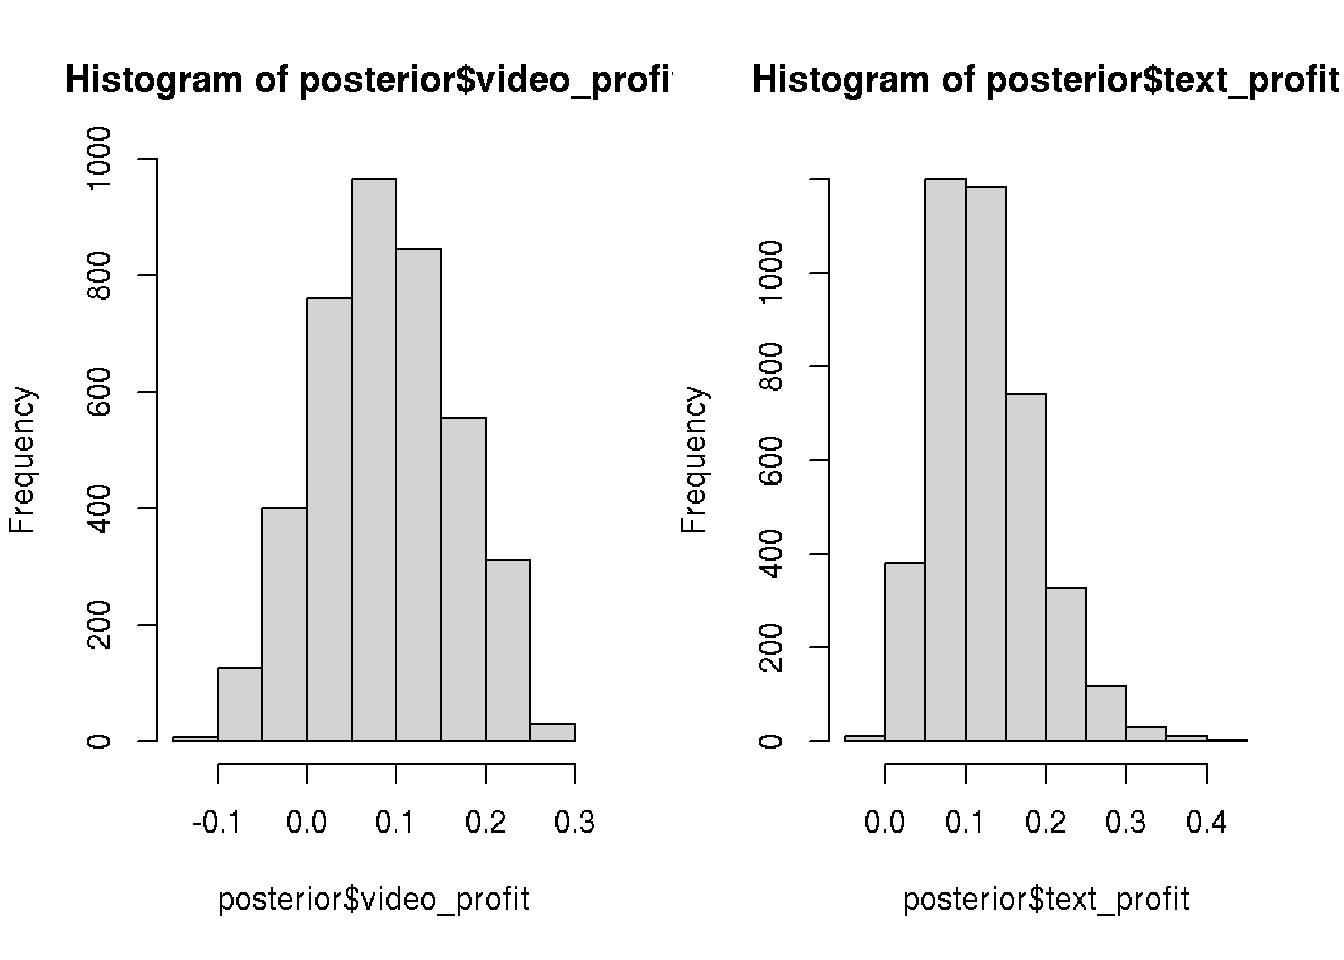 Histogram of posterior$video_profi
Frequency
1000
800
600
400
200
0
-0.1 0.0 0.1 0.2 0.3
posterior$video_profit
Histogram of posterior$text_profit
Frequency
1000
800
600
400
200
0
0.0 0.1 0.2 0.3 0.4
posterior$text_profit